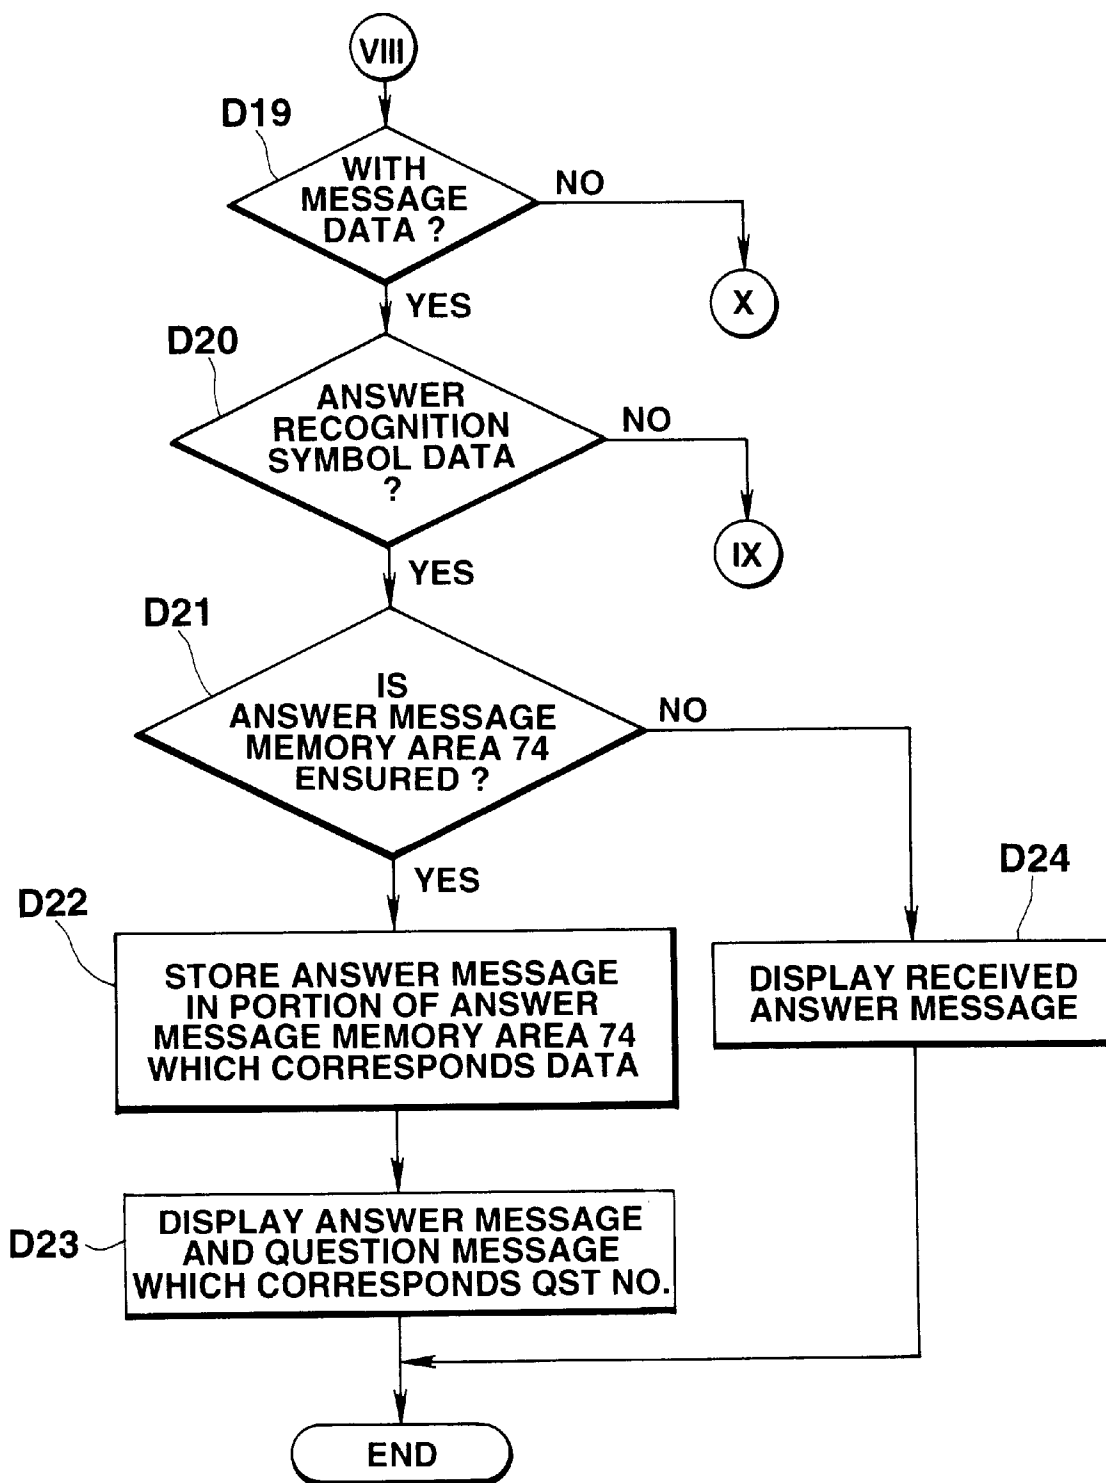 VIII
D19
WITH
MESSAGE
DATA ?
NO
X
YES
D20
ANSWER
RECOGNITION
SYMBOL DATA
?
NO
IX
YES
D21
IS
ANSWER MESSAGE
MEMORY AREA 74
ENSURED ?
NO
YES
D22
STORE ANSWER MESSAGE
IN PORTION OF ANSWER
MESSAGE MEMORY AREA 74
WHICH CORRESPONDS DATA
D24
DISPLAY RECEIVED
ANSWER MESSAGE
D23
DISPLAY ANSWER MESSAGE
AND QUESTION MESSAGE
WHICH CORRESPONDS QST NO.
END